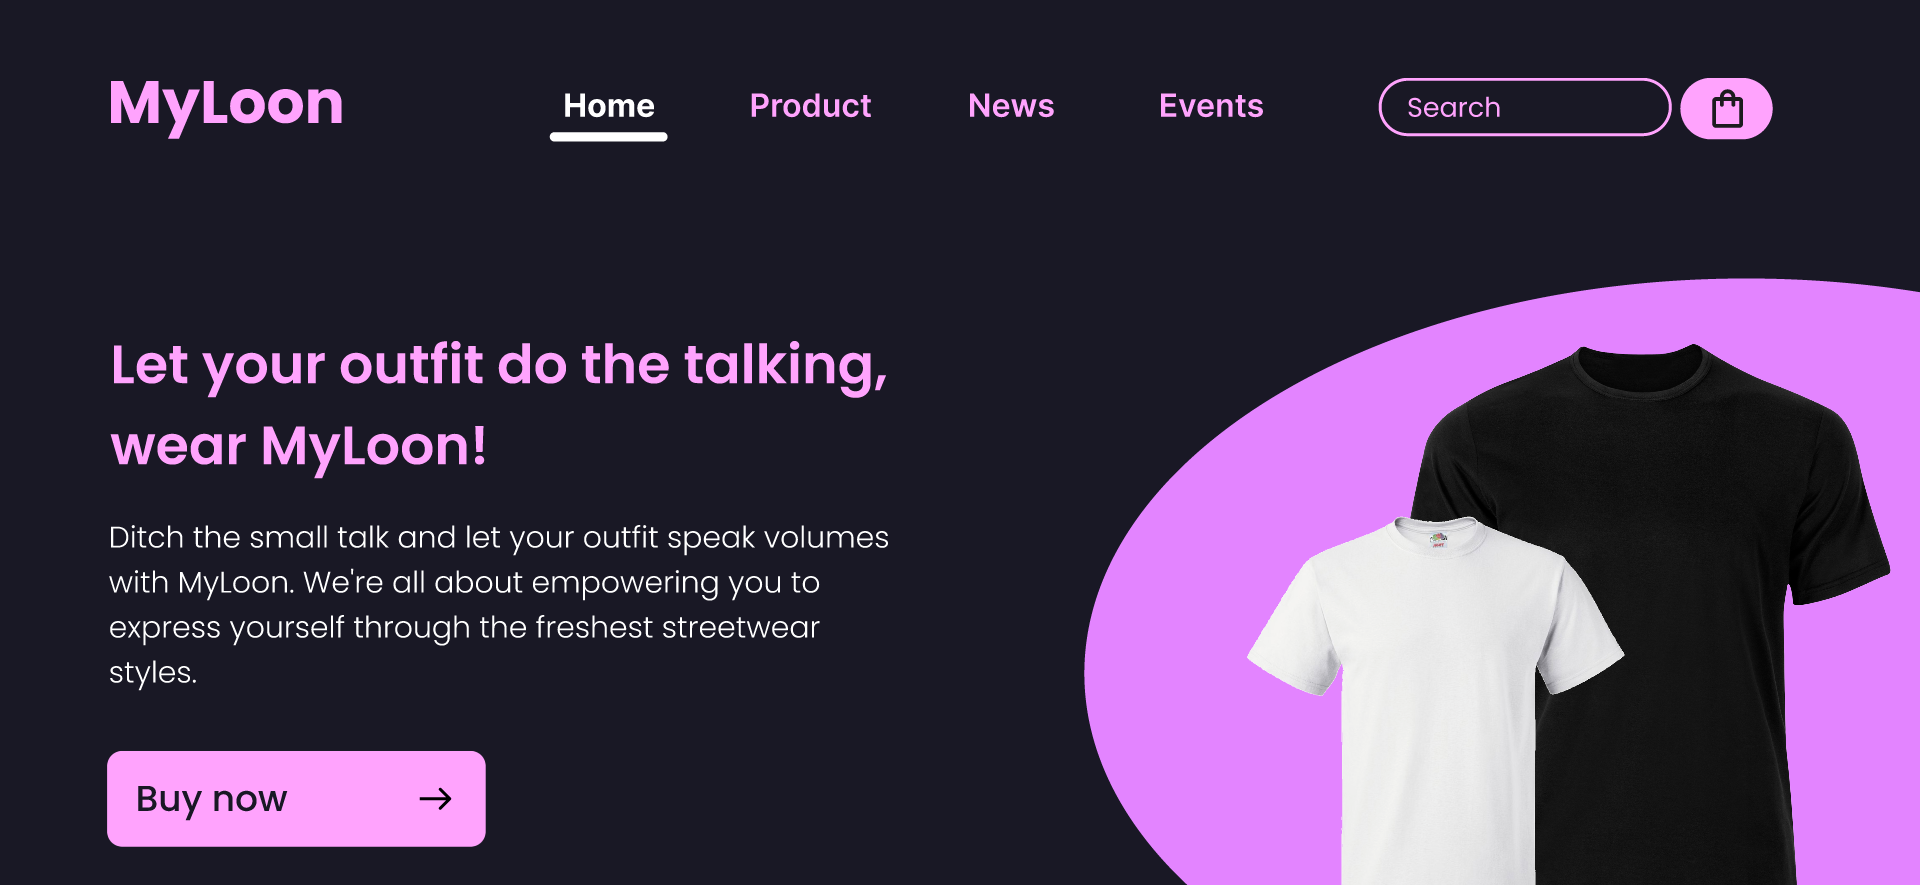 MyLoon
Home
Product
News
Events
Search
Let your outfit do the talking,
wear MyLoon!
Ditch the small talk and let your outfit speak volumes
with MyLoon. We're all about empowering you to
express yourself through the freshest streetwear
styles.
Buy now